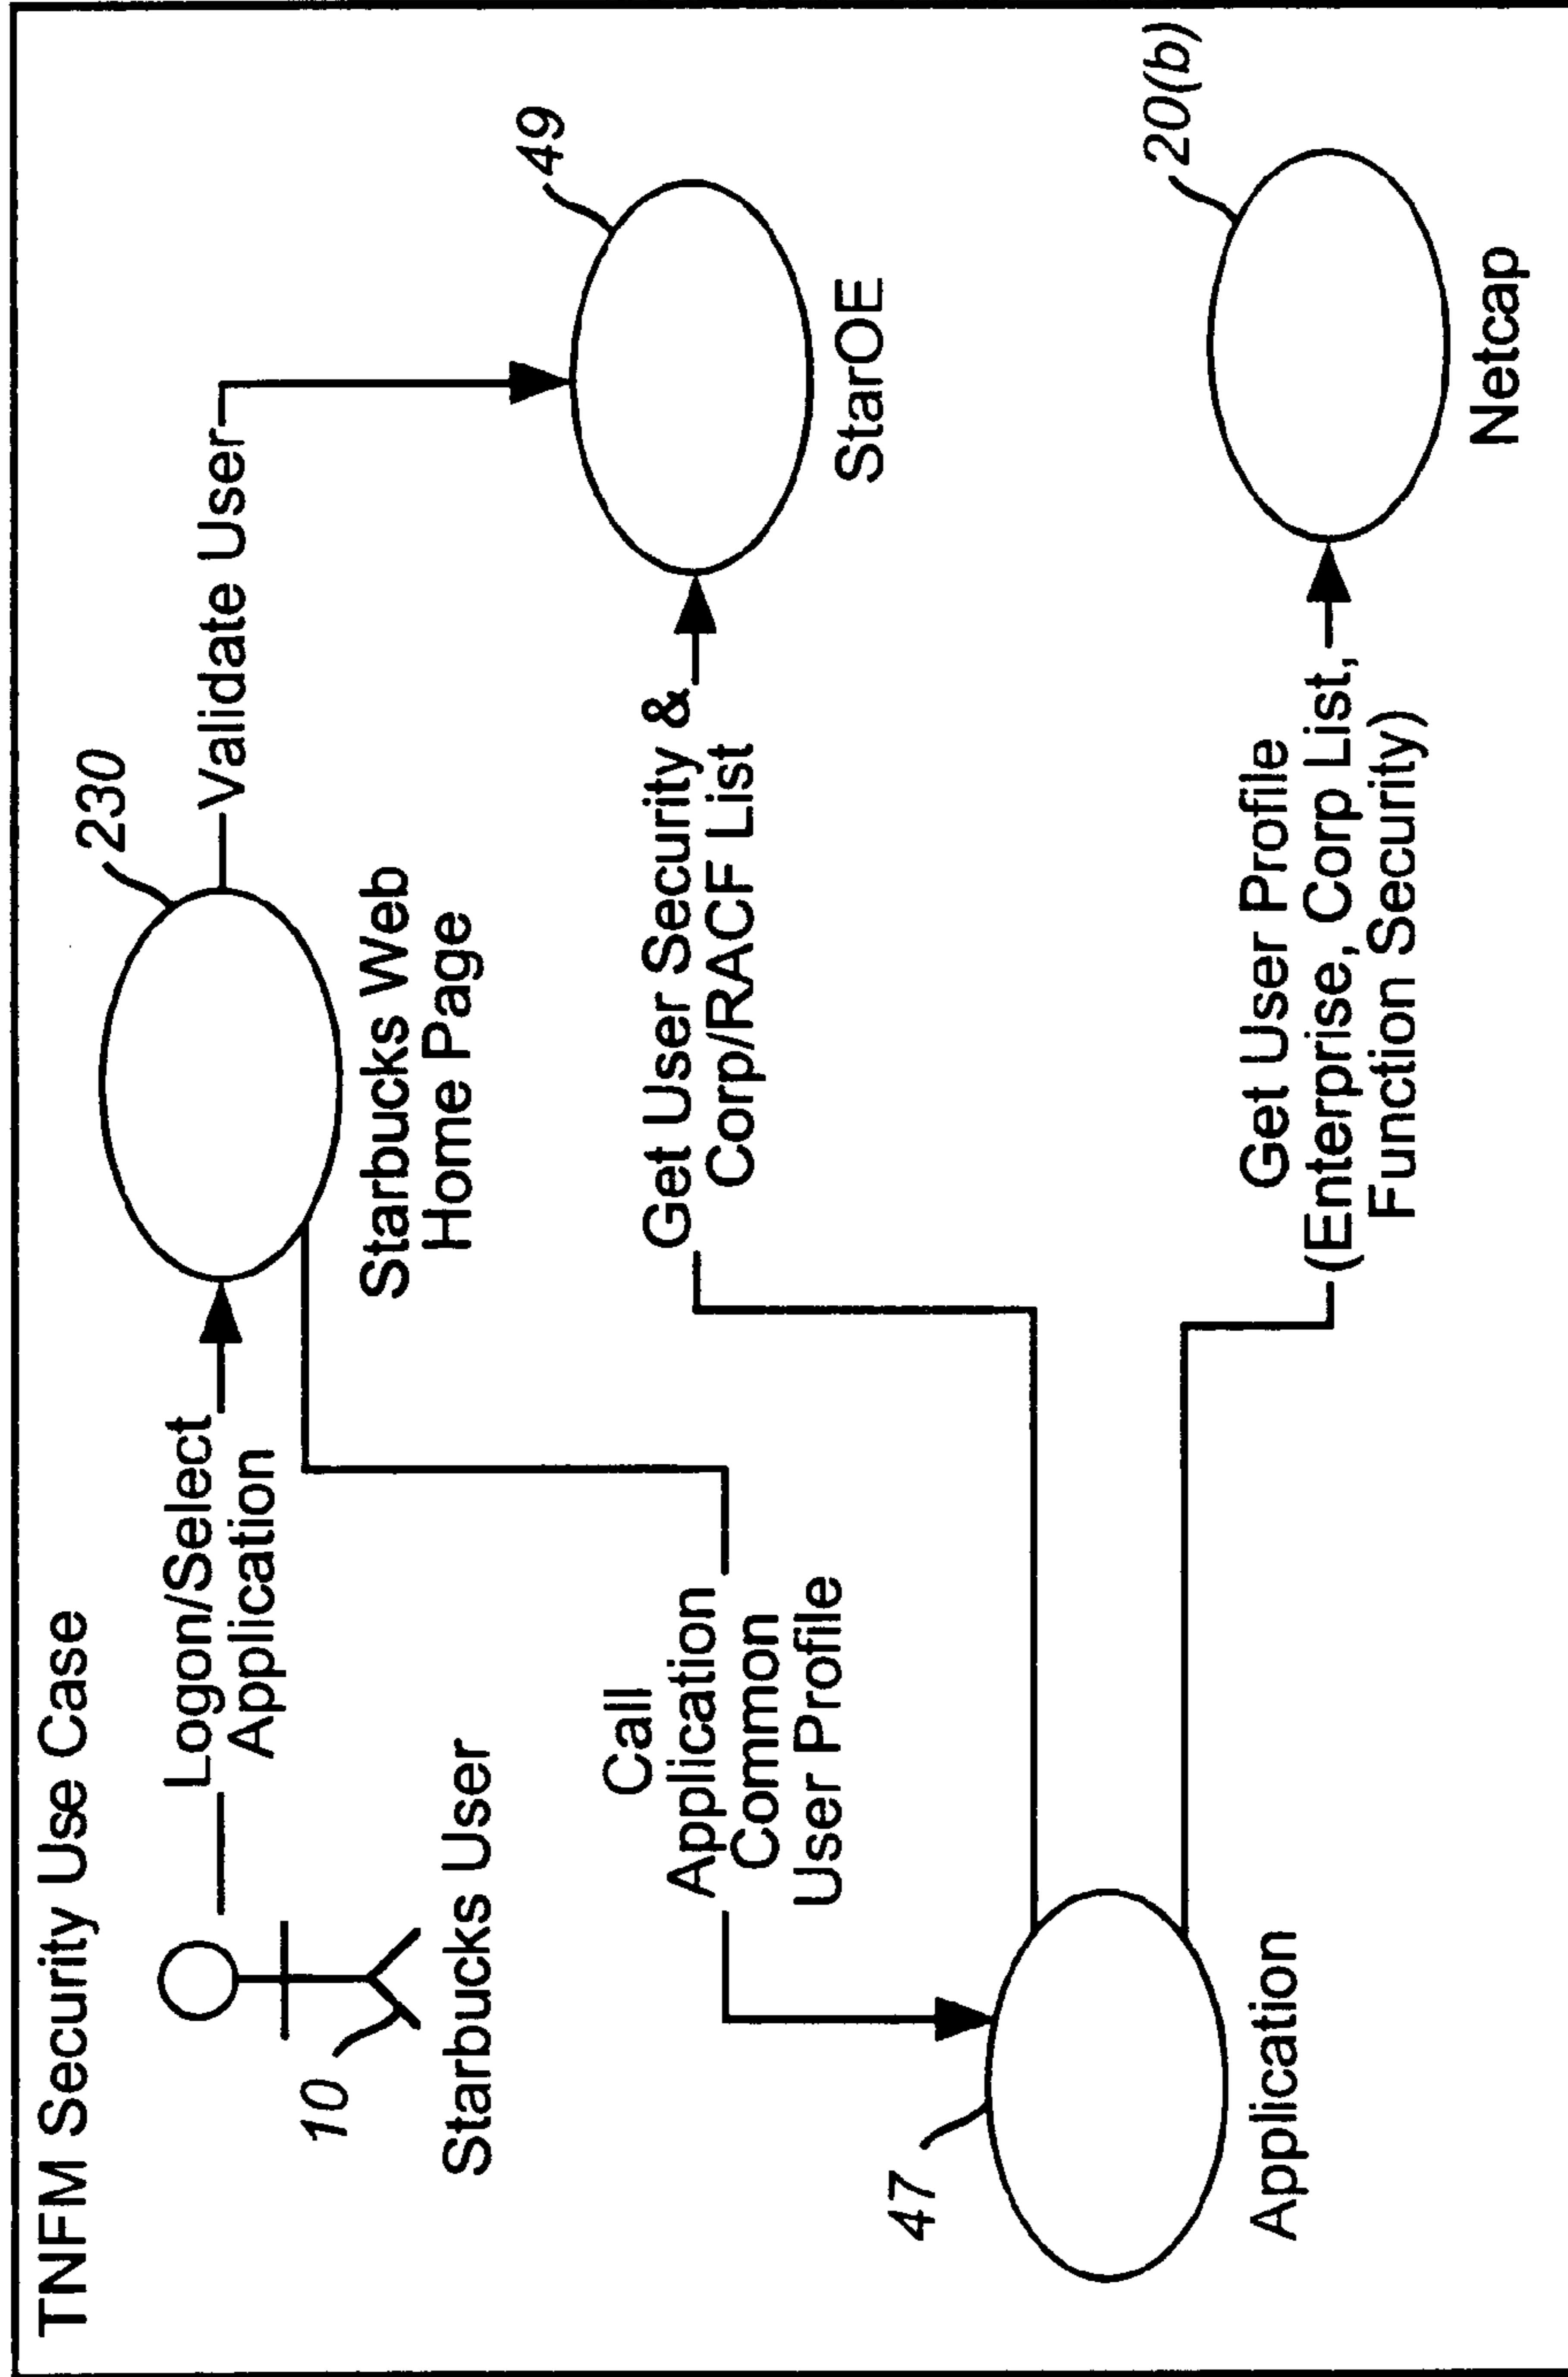 TNFM Security Use Case
10
Starbucks User
Logon/Select
Application
230
Starbucks Web
Home Page
Validate User
49
StarOE
Call
Application
Common
User Profile
Get User Security &
Corp/RACF List
47
Application
Get User Profile
(Enterprise, Corp List,
Function Security)
20(b)
Netcap